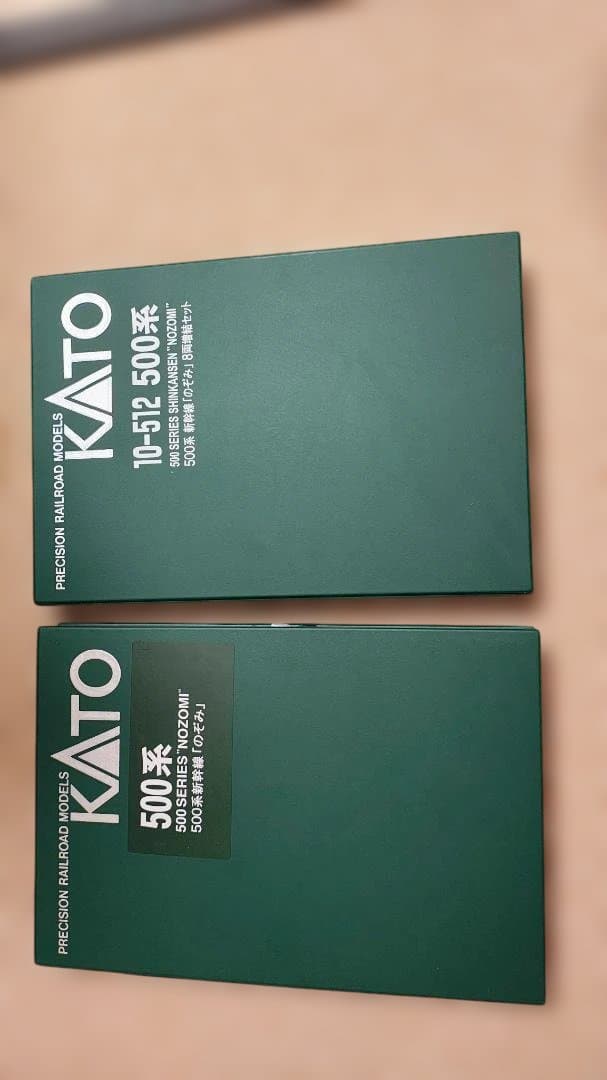 PRECISION RAILROAD MODELS
KATO
10-512 500系
500 SERIES SHINKANSEN "NOZOMI"
500系 新幹線「のぞみ」8両増結セット
PRECISION RAILROAD MODELS
KATO
500系
500 SERIES "NOZOMI"
500系新幹線「のぞみ」